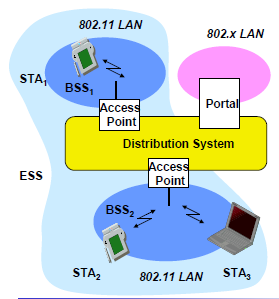 802.11 LAN
802.x LAN
STA₁
BSS₁
Access
Point
Portal
Distribution System
Access
Point
ESS
BSS₂
STA₂
802.11 LAN
STA₃